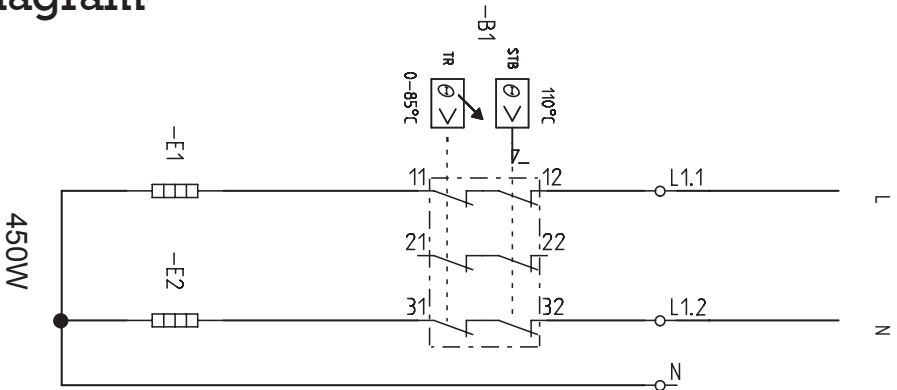 agram
-B1
TR
STB
0-85°C
110°C
θ
θ
-E1
11
12
L1.1
L
21
22
450W
-E2
31
32
L1.2
N
N